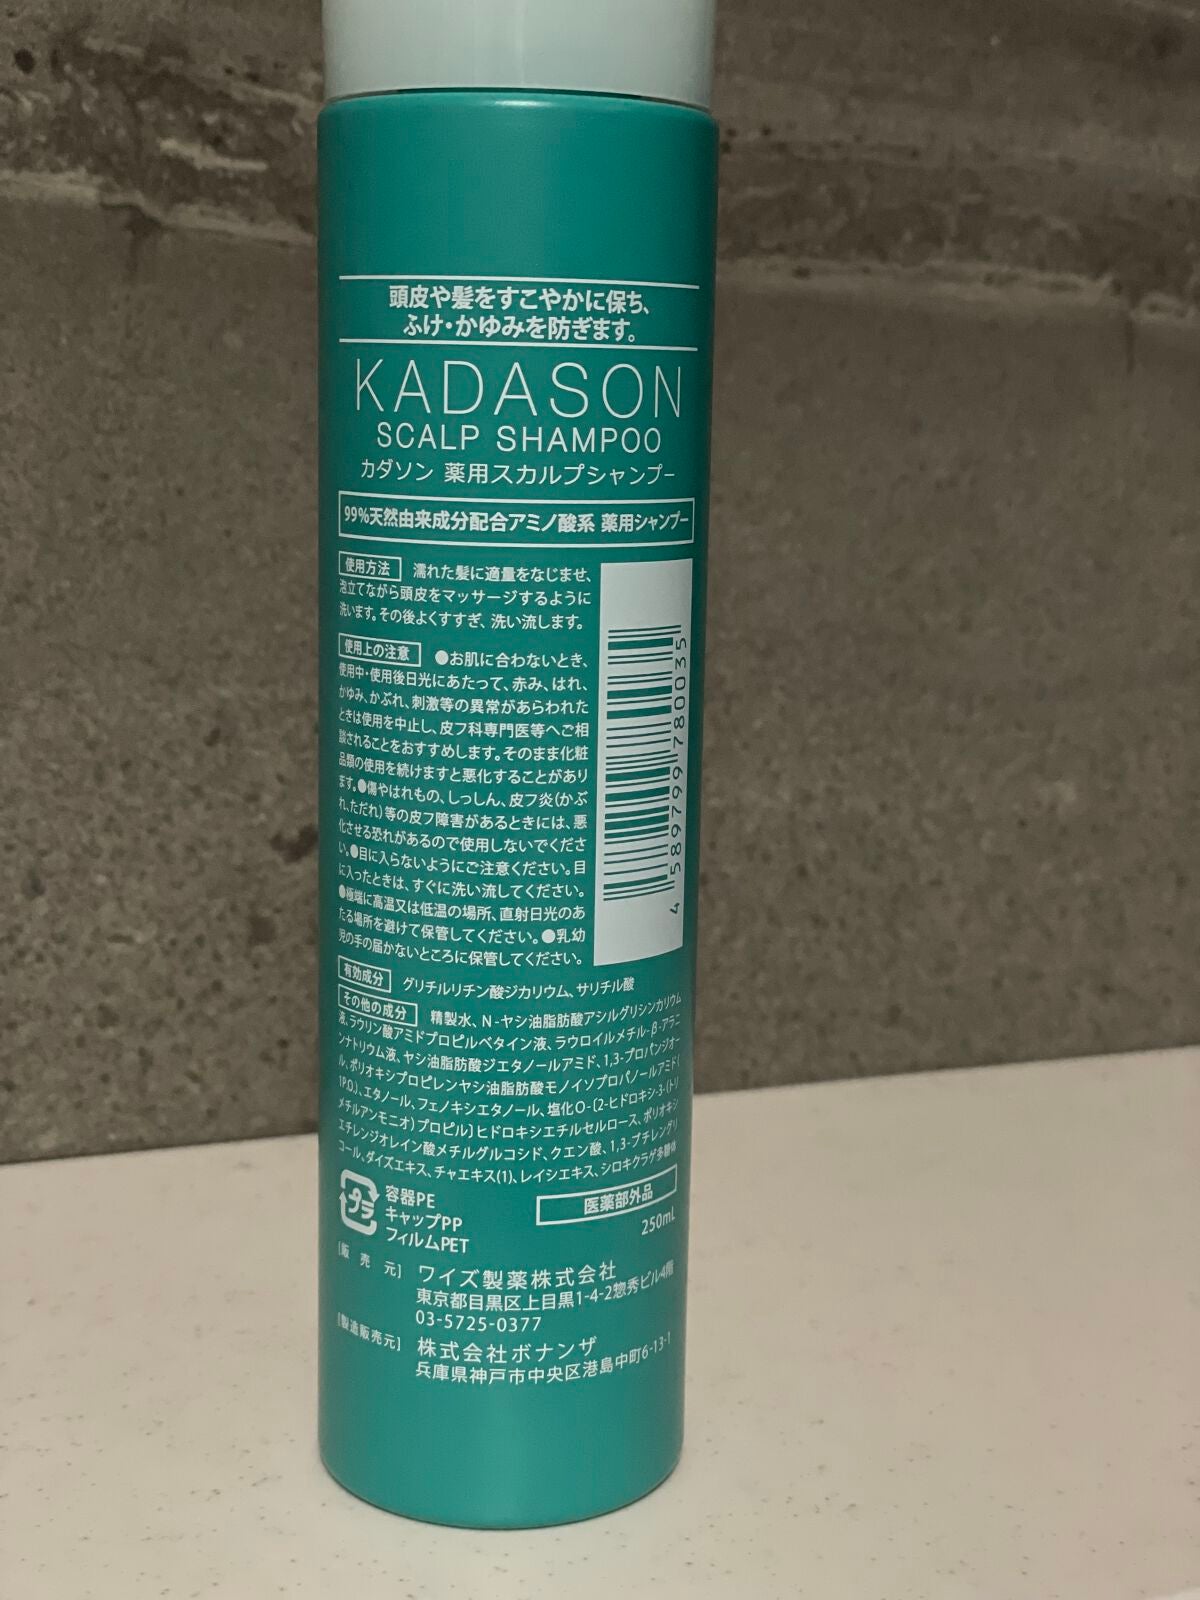 頭皮や髪をすこやかに保ち、
ふけ・かゆみを防ぎます。
KADASON
SCALP SHAMPOO
カダソン 薬用スカルプシャンプー
99%天然由来成分配合アミノ酸系 薬用シャンプー
使用方法 濡れた髪に適量をなじませ、
泡立てながら頭皮をマッサージするように
洗います。その後よくすすぎ、洗い流します。
使用上の注意 ●お肌に合わないとき、
使用中・使用後日光にあたって、赤み、はれ、
かゆみ、かぶれ、刺激等の異常があらわれた
ときは使用を中止し、皮フ科専門医等へご相
談されることをおすすめします。そのまま化粧
品類の使用を続けますと悪化することがあり
ます。●傷やはれもの、しっしん、皮フ炎(かぶ
れ、ただれ)等の皮フ障害があるときには、悪
化させる恐れがあるので使用しないでくださ
い。●目に入らないようにご注意ください。目
に入ったときは、すぐに洗い流してください。
●極端に高温又は低温の場所、直射日光のあ
たる場所を避けて保管してください。●乳幼
児の手の届かないところに保管してください。
4 589799 780035
有効成分 グリチルリチン酸ジカリウム、サリチル酸
その他の成分 精製水、N-ヤシ油脂肪酸アシルグリシンカリウム
液、ラウリン酸アミドプロピルベタイン液、ラウロイルメチル-β-アラニ
ンナトリウム液、ヤシ油脂肪酸ジエタノールアミド、1,3-プロパンジオー
ル、ポリオキシプロピレンヤシ油脂肪酸モノイソプロパノールアミド(
1P.O.)、エタノール、フェノキシエタノール、塩化O-[2-ヒドロキシ-3-(トリ
メチルアンモニオ)プロピル]ヒドロキシエチルセルロース、ポリオキシ
エチレンジオレイン酸メチルグルコシド、クエン酸、1,3-ブチレングリ
コール、ダイズエキス、チャエキス(1)、レイシエキス、シロキクラゲ多糖体
プラ
容器PE
キャップPP
フィルムPET
医薬部外品
250mL
[販 売 元] ワイズ製薬株式会社
東京都目黒区上目黒1-4-2惣秀ビル4階
03-5725-0377
[製造販売元] 株式会社ボナンザ
兵庫県神戸市中央区港島中町6-13-1